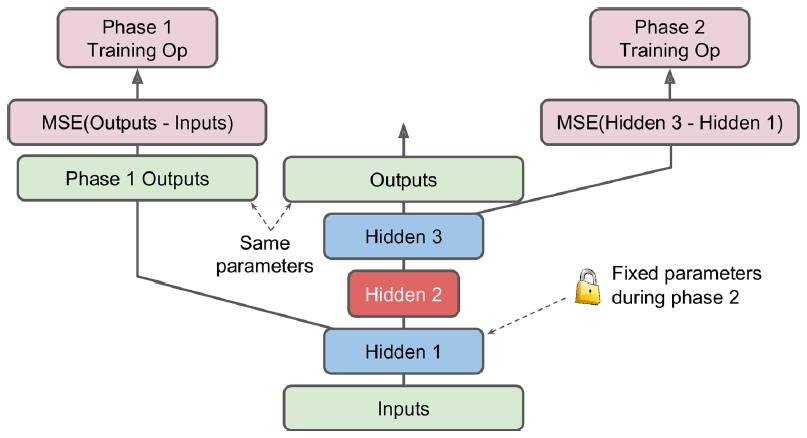 Phase 1
Training Op
Phase 2
Training Op
MSE(Outputs - Inputs)
MSE(Hidden 3 - Hidden 1)
Phase 1 Outputs
Outputs
Same
parameters
Hidden 3
Hidden 2
Fixed parameters
during phase 2
Hidden 1
Inputs